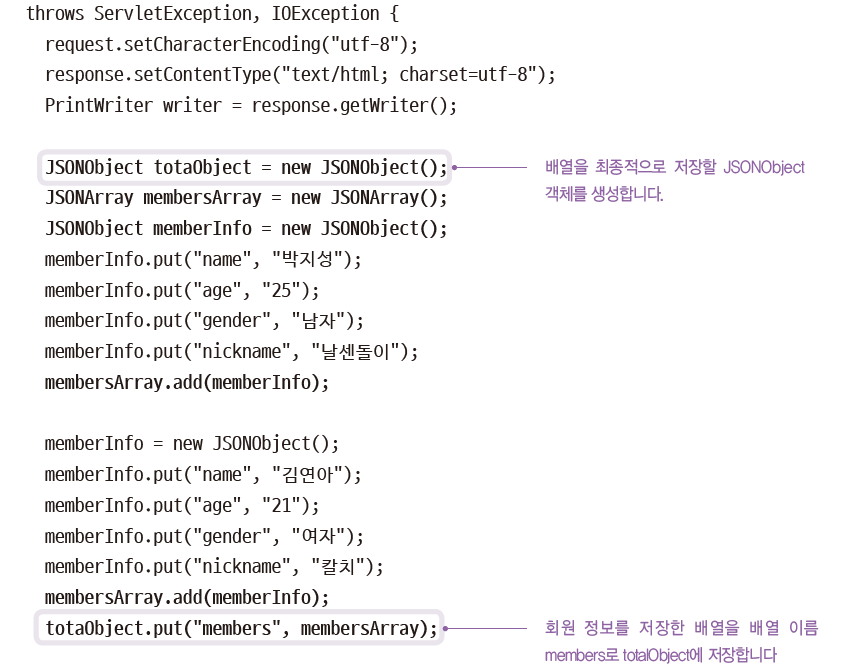 throws ServletException, IOException {
request.setCharacterEncoding("utf-8");
response.setContentType("text/html; charset=utf-8");
PrintWriter writer = response.getWriter();
JSONObject totaObject = new JSONObject();
배열을 최종적으로 저장할 JSONObject
객체를 생성합니다.
JSONArray membersArray = new JSONArray();
JSONObject memberInfo = new JSONObject();
memberInfo.put("name", "박지성");
memberInfo.put("age", "25");
memberInfo.put("gender", "남자");
memberInfo.put("nickname", "날센돌이");
membersArray.add(memberInfo);
memberInfo = new JSONObject();
memberInfo.put("name", "김연아");
memberInfo.put("age", "21");
memberInfo.put("gender", "여자");
memberInfo.put("nickname", "칼치");
membersArray.add(memberInfo);
totaObject.put("members", membersArray);
회원 정보를 저장한 배열을 배열 이름
members로 totalObject에 저장합니다